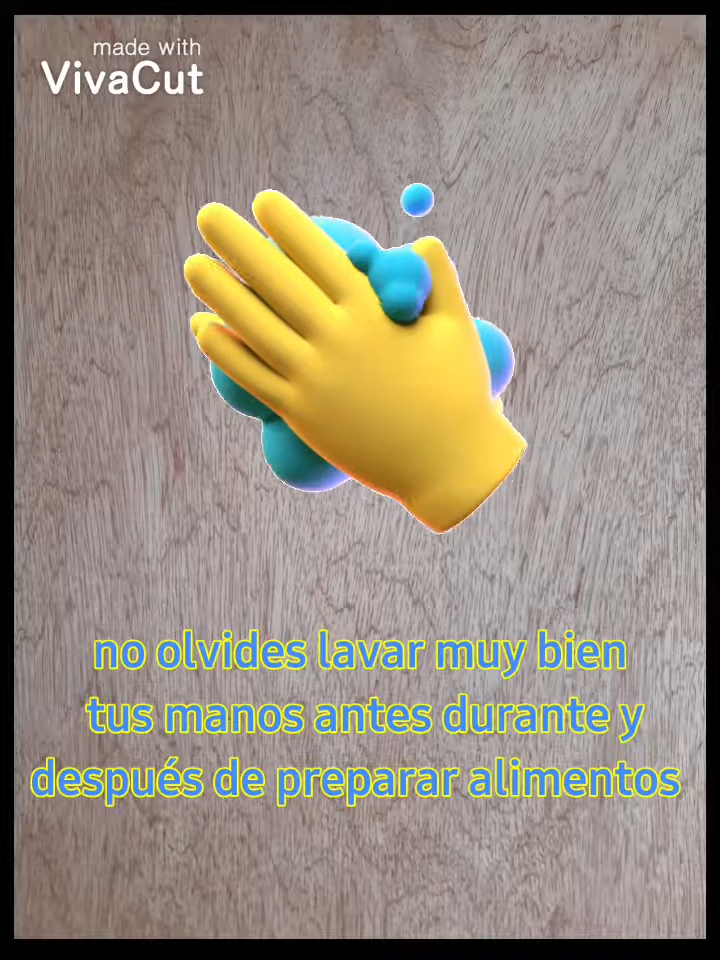 made with
VivaCut
no olvides lavar muy bien
tus manos antes durante y
después de preparar alimentos